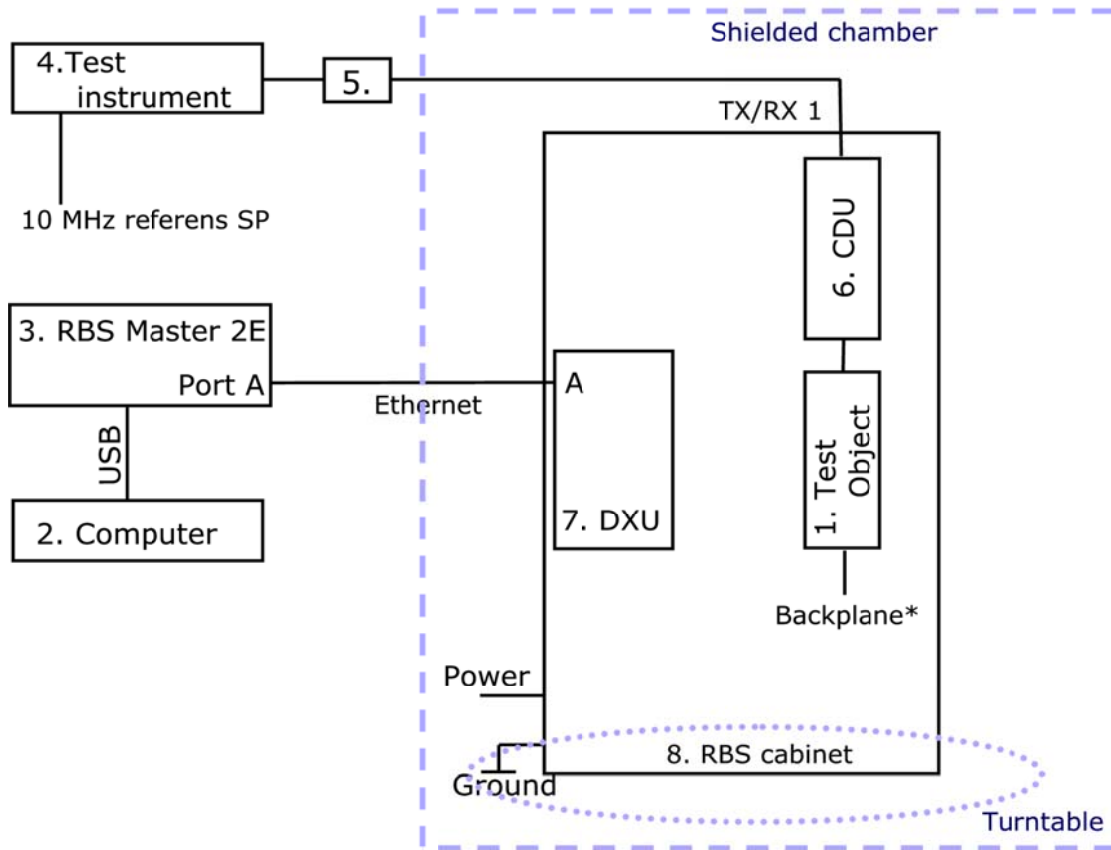 Shielded chamber
4.Test
instrument
5.
TX/RX 1
10 MHz referens SP
6. CDU
3. RBS Master 2E
Port A
A
Ethernet
USB
1. Test
Object
2. Computer
7. DXU
Backplane*
Power
8. RBS cabinet
Ground
Turntable